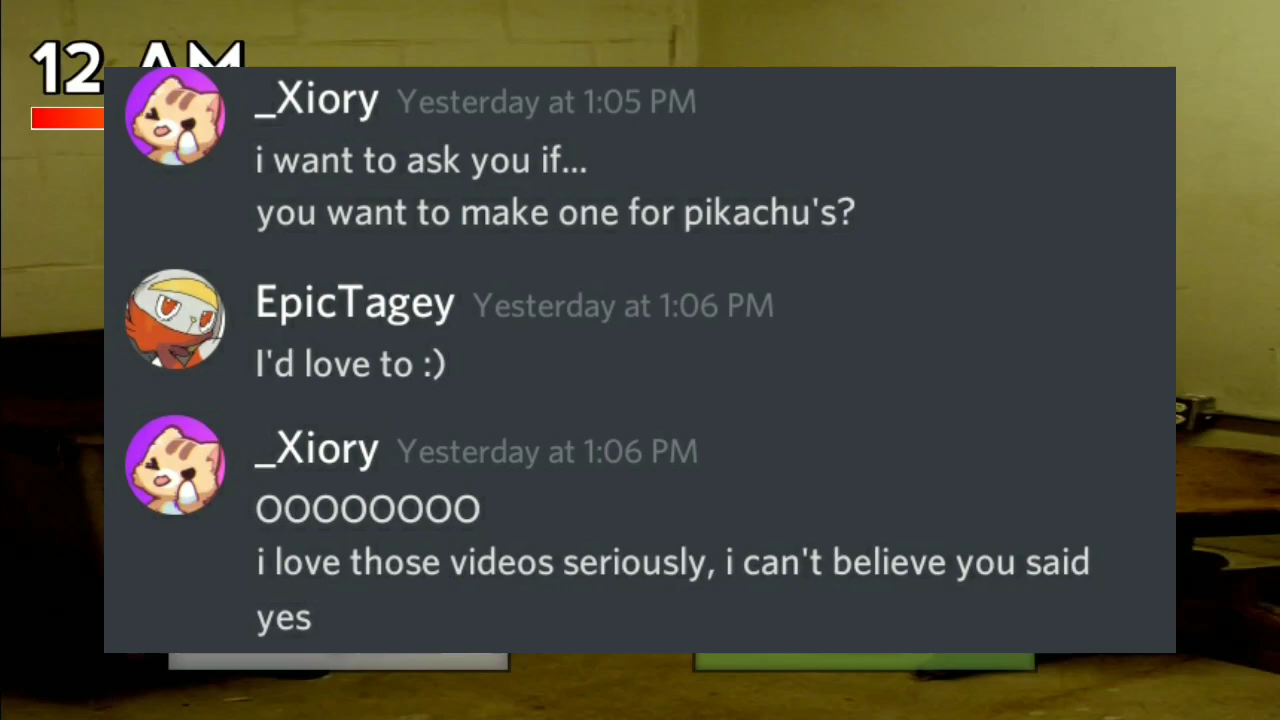 12 AM
_Xiory Yesterday at 1:05 PM
i want to ask you if...
you want to make one for pikachu's?
EpicTagey Yesterday at 1:06 PM
I'd love to :)
_Xiory Yesterday at 1:06 PM
OOOOOOOO
i love those videos seriously, i can't believe you said
yes